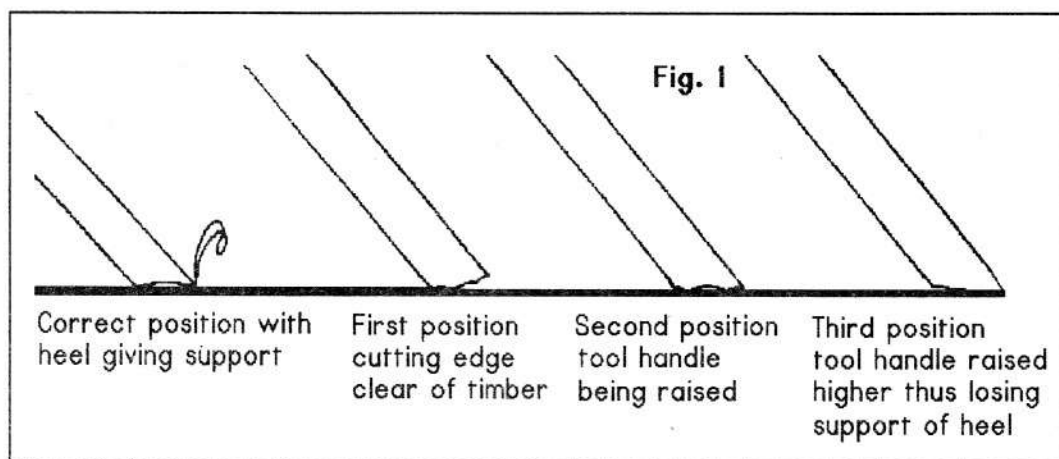 Fig. 1
Correct position with
heel giving support
First position
cutting edge
clear of timber
Second position
tool handle
being raised
Third position
tool handle raised
higher thus losing
support of heel